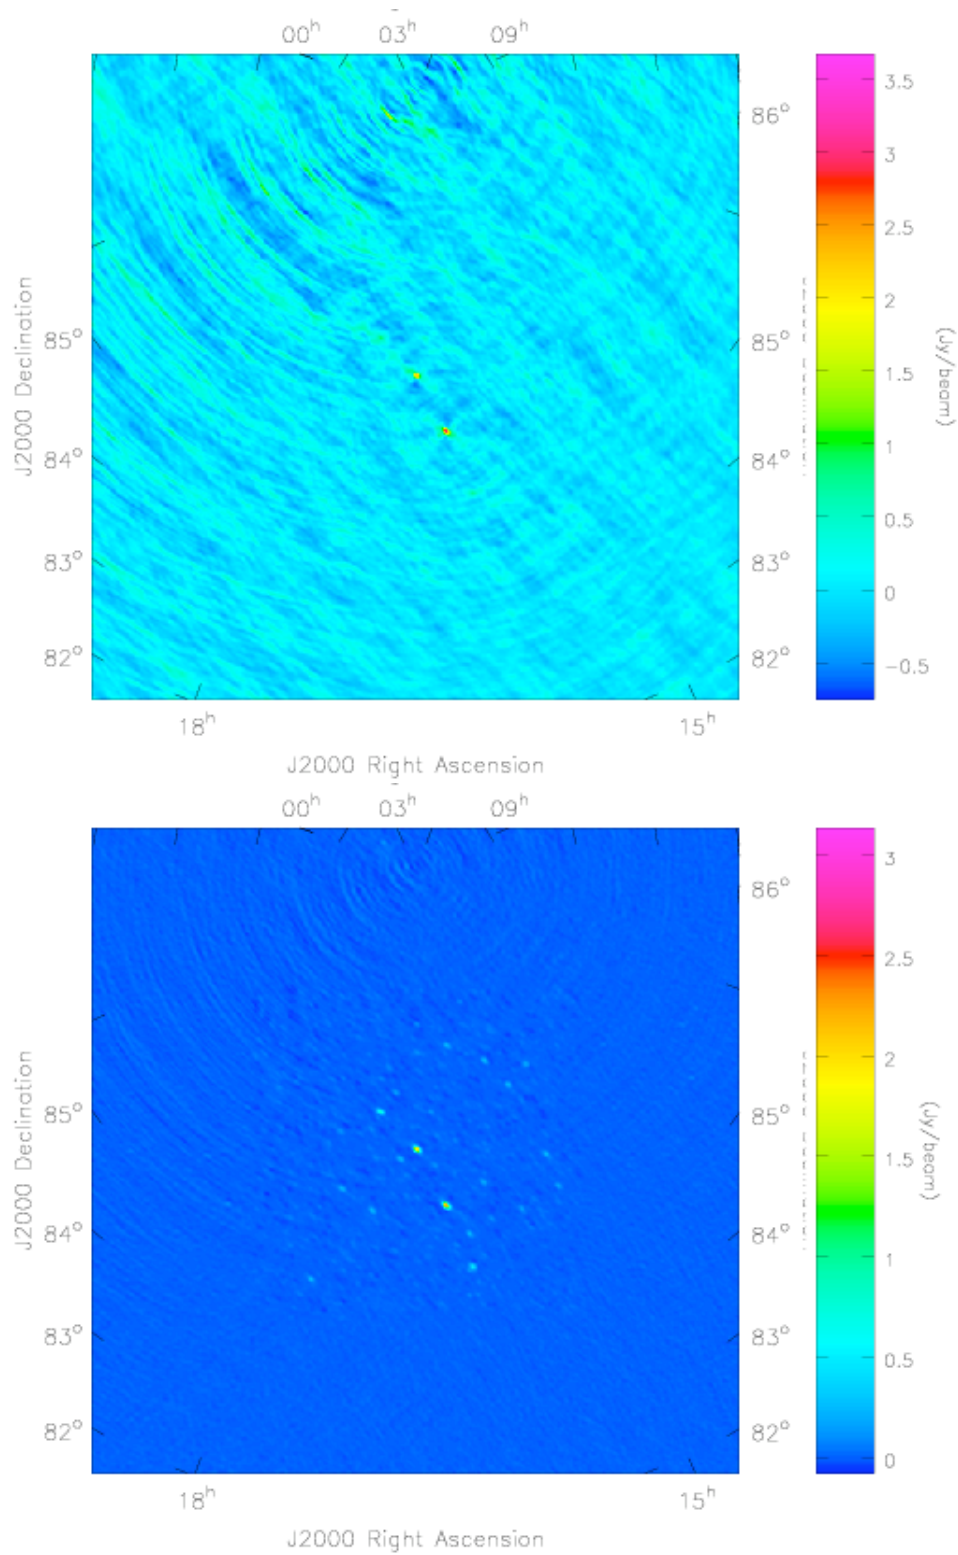 00h 03h 09h
86°
3.5
3
2.5
2
1.5
1
0.5
0
−0.5
(Jy/beam)
J2000 Declination
85° 85°
84° 84°
83° 83°
82° 82°
18h 15h
J2000 Right Ascension
00h 03h 09h
86°
3
2.5
2
1.5
1
0.5
0
(Jy/beam)
J2000 Declination
85° 85°
84° 84°
83° 83°
82° 82°
18h 15h
J2000 Right Ascension